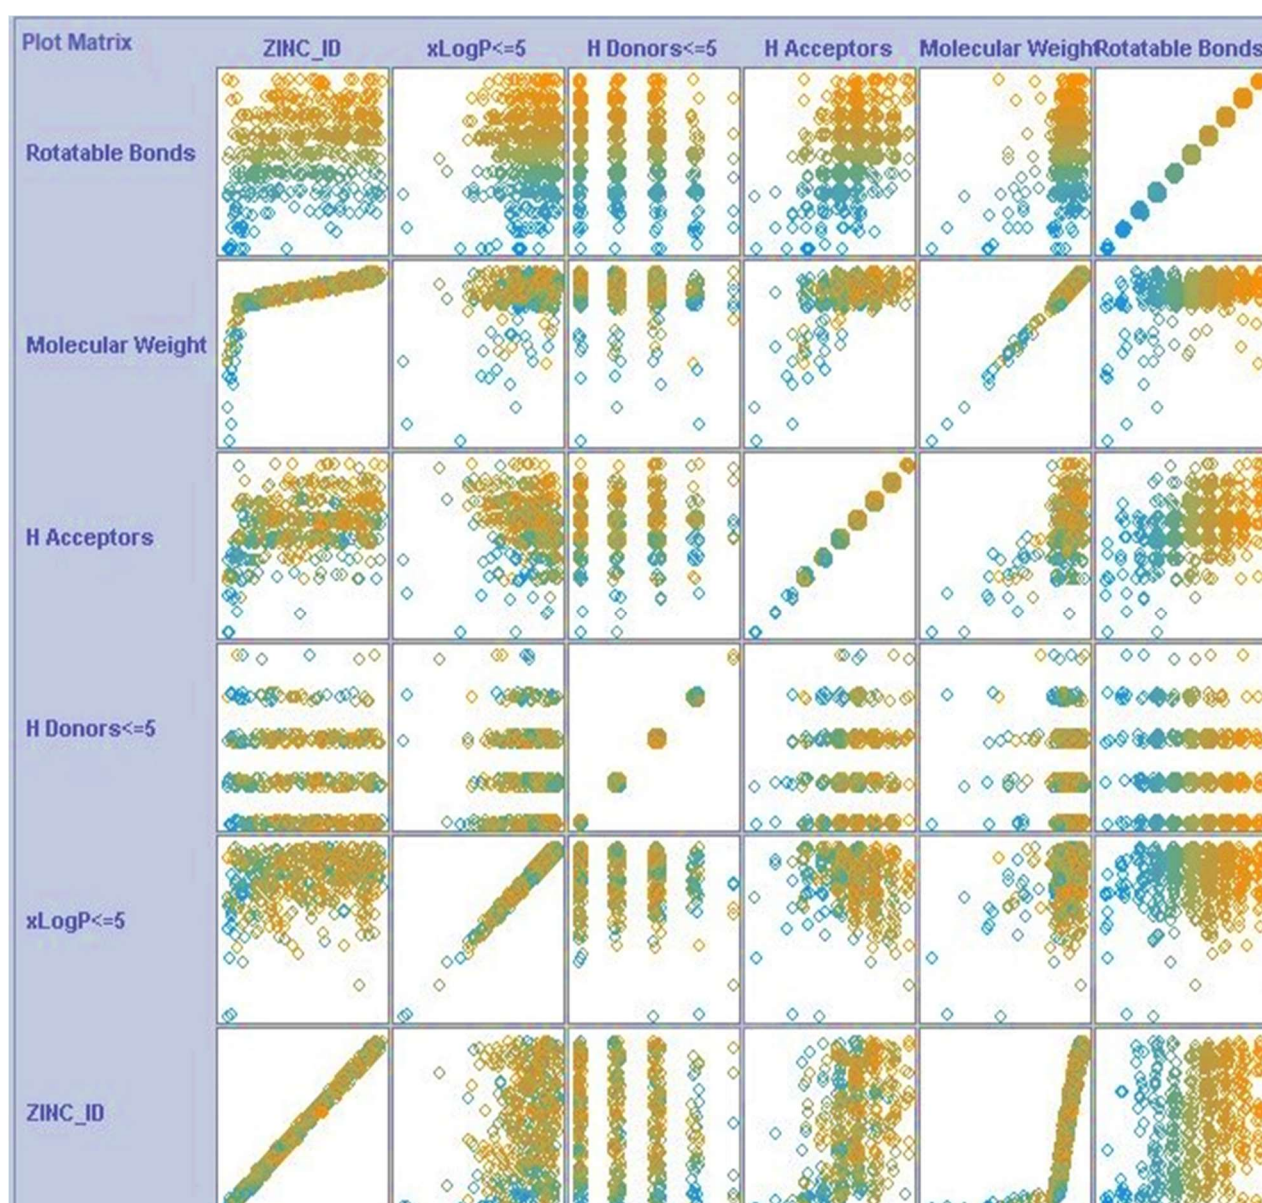 Plot Matrix
ZINC_ID xLogP<=5 H Donors<=5 H Acceptors Molecular Weight Rotatable Bonds
Rotatable Bonds
Molecular Weight
H Acceptors
H Donors<=5
xLogP<=5
ZINC_ID